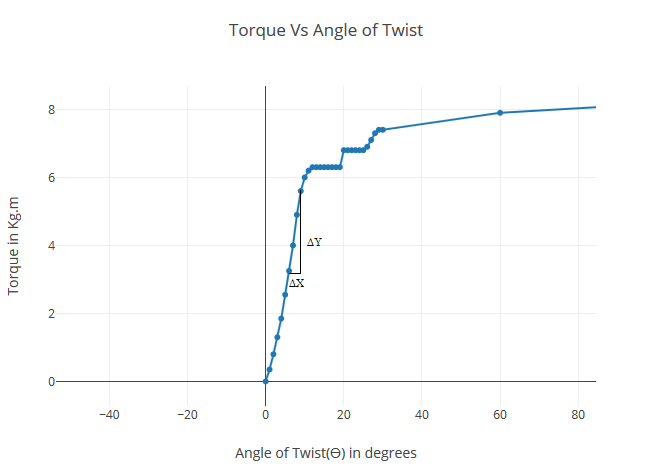 Torque Vs Angle of Twist
Torque in Kg.m
8
6
4
2
0
ΔY
ΔX
−40 −20 0 20 40 60 80
Angle of Twist(Ө) in degrees